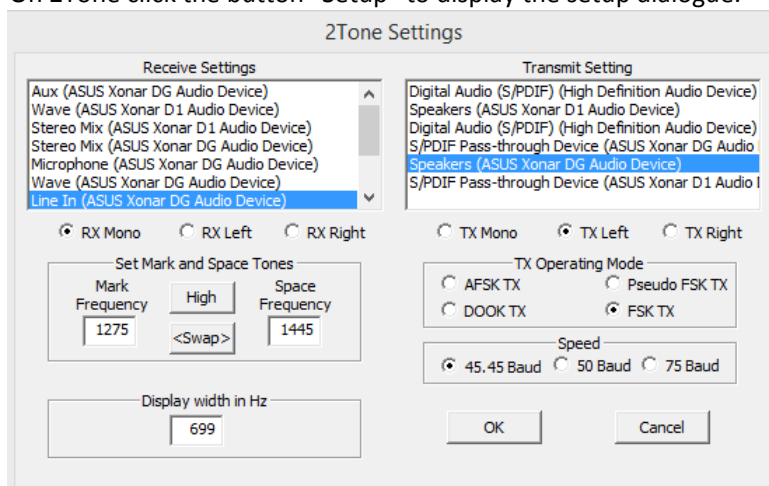 On 2Tone click the button "Setup" to display the setup dialogue.
2Tone Settings
Receive Settings
Aux (ASUS Xonar DG Audio Device)
Wave (ASUS Xonar D1 Audio Device)
Stereo Mix (ASUS Xonar D1 Audio Device)
Stereo Mix (ASUS Xonar DG Audio Device)
Microphone (ASUS Xonar DG Audio Device)
Wave (ASUS Xonar DG Audio Device)
Line In (ASUS Xonar DG Audio Device)
RX Mono RX Left RX Right
Transmit Setting
Digital Audio (S/PDIF) (High Definition Audio Device)
Speakers (ASUS Xonar D1 Audio Device)
Digital Audio (S/PDIF) (High Definition Audio Device)
S/PDIF Pass-through Device (ASUS Xonar DG Audio
Speakers (ASUS Xonar DG Audio Device)
S/PDIF Pass-through Device (ASUS Xonar D1 Audio
TX Mono TX Left TX Right
Set Mark and Space Tones
Mark Frequency
1275
High
<Swap>
Space Frequency
1445
TX Operating Mode
AFSK TX Pseudo FSK TX
DOOK TX FSK TX
Speed
45.45 Baud 50 Baud 75 Baud
Display width in Hz
699
OK Cancel